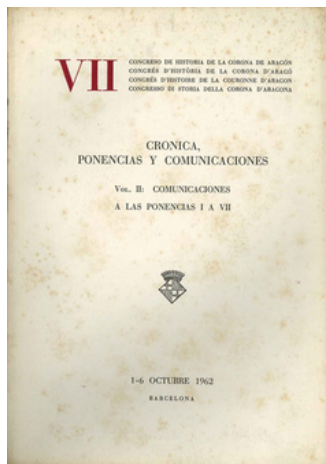 VII
CONGRESO DE HISTORIA DE LA CORONA DE ARAGÓN
CONGRÉS D'HISTÒRIA DE LA CORONA D'ARAGÓ
CONGRÈS D'HISTOIRE DE LA COURONNE D'ARAGON
CONGRESSO DI STORIA DELLA CORONA D'ARAGONA
CRONICA,
PONENCIAS Y COMUNICACIONES
VOL. II: COMUNICACIONES
A LAS PONENCIAS I A VII
1-6 OCTUBRE 1962
BARCELONA